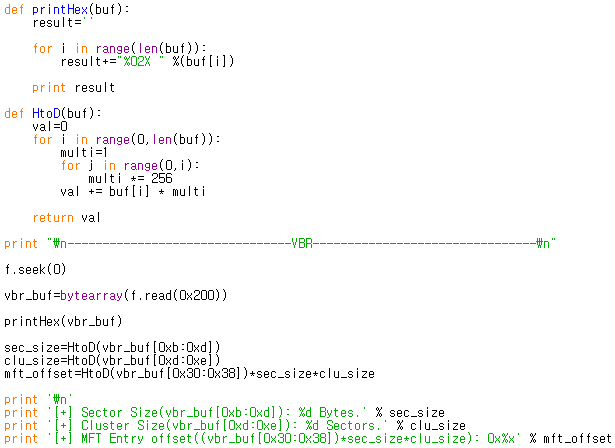 def printHex(buf):
    result=''

    for i in range(len(buf)):
        result+="%02X " %(buf[i])

    print result

def HtoD(buf):
    val=0
    for i in range(0,len(buf)):
        multi=1
        for j in range(0,i):
            multi *= 256
        val += buf[i] * multi

    return val

print "₩n--------------------------------VBR--------------------------------₩n"

f.seek(0)

vbr_buf=bytearray(f.read(0x200))

printHex(vbr_buf)

sec_size=HtoD(vbr_buf[0xb:0xd])
clu_size=HtoD(vbr_buf[0xd:0xe])
mft_offset=HtoD(vbr_buf[0x30:0x38])*sec_size*clu_size

print '₩n'
print '[+] Sector Size(vbr_buf[0xb:0xd]): %d Bytes.' % sec_size
print '[+] Cluster Size(vbr_buf[0xd:0xe]): %d Sectors.' % clu_size
print '[+] MFT Entry offset((vbr_buf[0x30:0x38])*sec_size*clu_size): 0x%x' % mft_offset